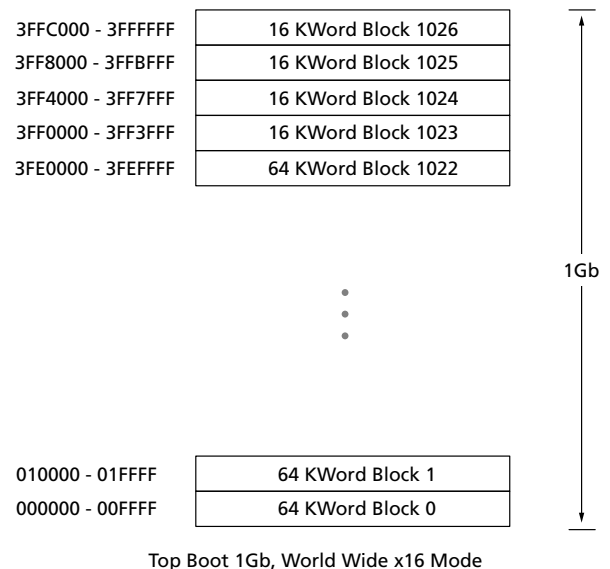 3FFC000 - 3FFFFFF 16 KWord Block 1026
3FF8000 - 3FFBFFF 16 KWord Block 1025
3FF4000 - 3FF7FFF 16 KWord Block 1024
3FF0000 - 3FF3FFF 16 KWord Block 1023
3FE0000 - 3FEFFFF 64 KWord Block 1022
1Gb
010000 - 01FFFF 64 KWord Block 1
000000 - 00FFFF 64 KWord Block 0
Top Boot 1Gb, World Wide x16 Mode